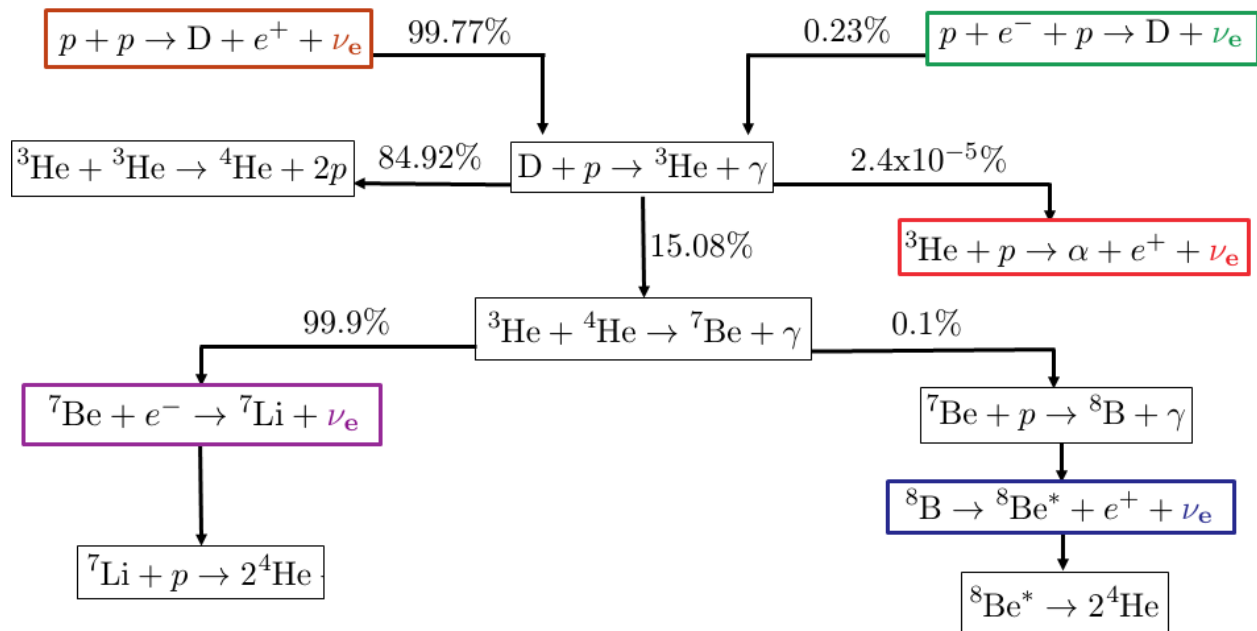 p + p → D + e⁺ + νₑ
99.77%
0.23%
p + e⁻ + p → D + νₑ
³He + ³He → ⁴He + 2p
84.92%
D + p → ³He + γ
2.4x10⁻⁵%
³He + p → α + e⁺ + νₑ
15.08%
99.9%
³He + ⁴He → ⁷Be + γ
0.1%
⁷Be + e⁻ → ⁷Li + νₑ
⁷Be + p → ⁸B + γ
⁸B → ⁸Be* + e⁺ + νₑ
⁷Li + p → 2⁴He
⁸Be* → 2⁴He